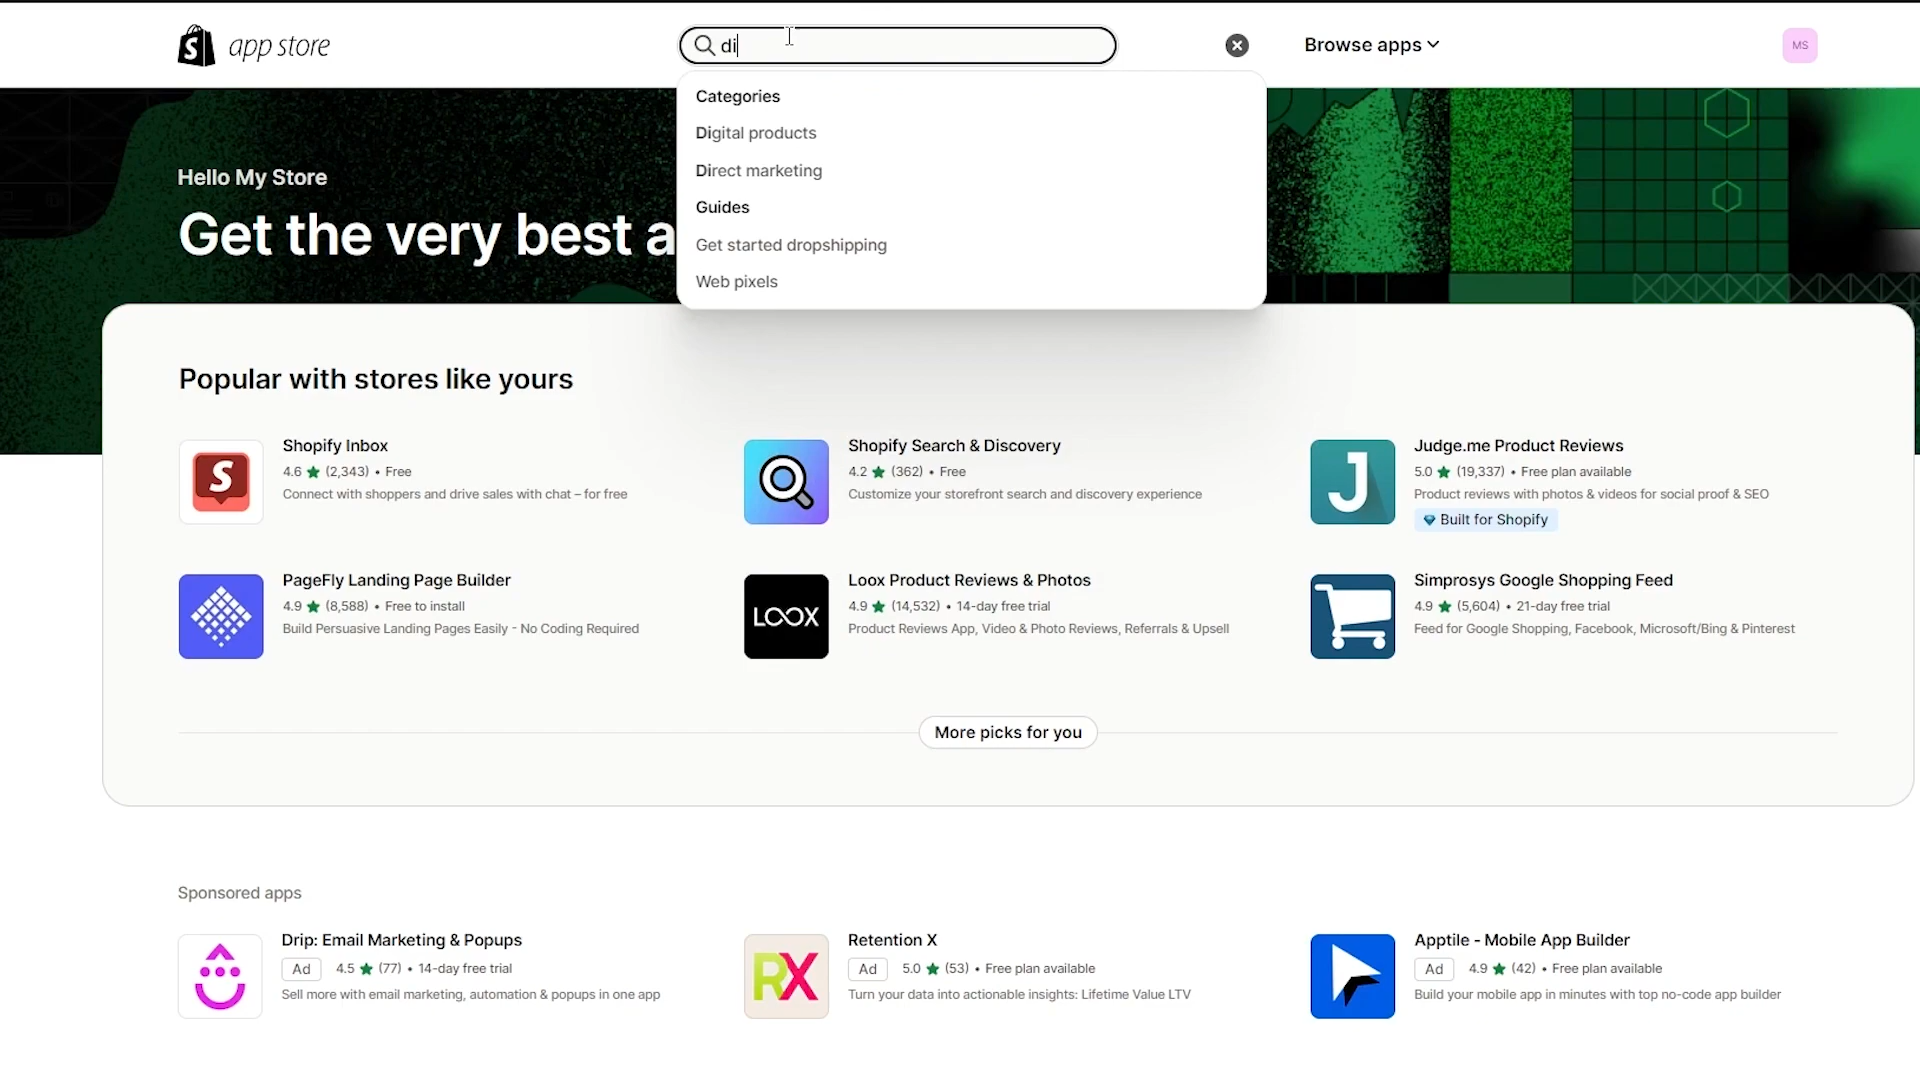 app store
di
Browse apps
MS
Categories
Digital products
Direct marketing
Guides
Get started dropshipping
Web pixels
Hello My Store
Get the very best a
Popular with stores like yours
S
Shopify Inbox
4.6 ★ (2,343) • Free
Connect with shoppers and drive sales with chat – for free
Shopify Search & Discovery
4.2 ★ (362) • Free
Customize your storefront search and discovery experience
J
Judge.me Product Reviews
5.0 ★ (19,337) • Free plan available
Product reviews with photos & videos for social proof & SEO
Built for Shopify
PageFly Landing Page Builder
4.9 ★ (8,588) • Free to install
Build Persuasive Landing Pages Easily - No Coding Required
LOOX
Loox Product Reviews & Photos
4.9 ★ (14,532) • 14-day free trial
Product Reviews App, Video & Photo Reviews, Referrals & Upsell
Simprosys Google Shopping Feed
4.9 ★ (5,604) • 21-day free trial
Feed for Google Shopping, Facebook, Microsoft/Bing & Pinterest
More picks for you
Sponsored apps
Drip: Email Marketing & Popups
Ad 4.5 ★ (77) • 14-day free trial
Sell more with email marketing, automation & popups in one app
RX
Retention X
Ad 5.0 ★ (53) • Free plan available
Turn your data into actionable insights: Lifetime Value LTV
Apptile - Mobile App Builder
Ad 4.9 ★ (42) • Free plan available
Build your mobile app in minutes with top no-code app builder